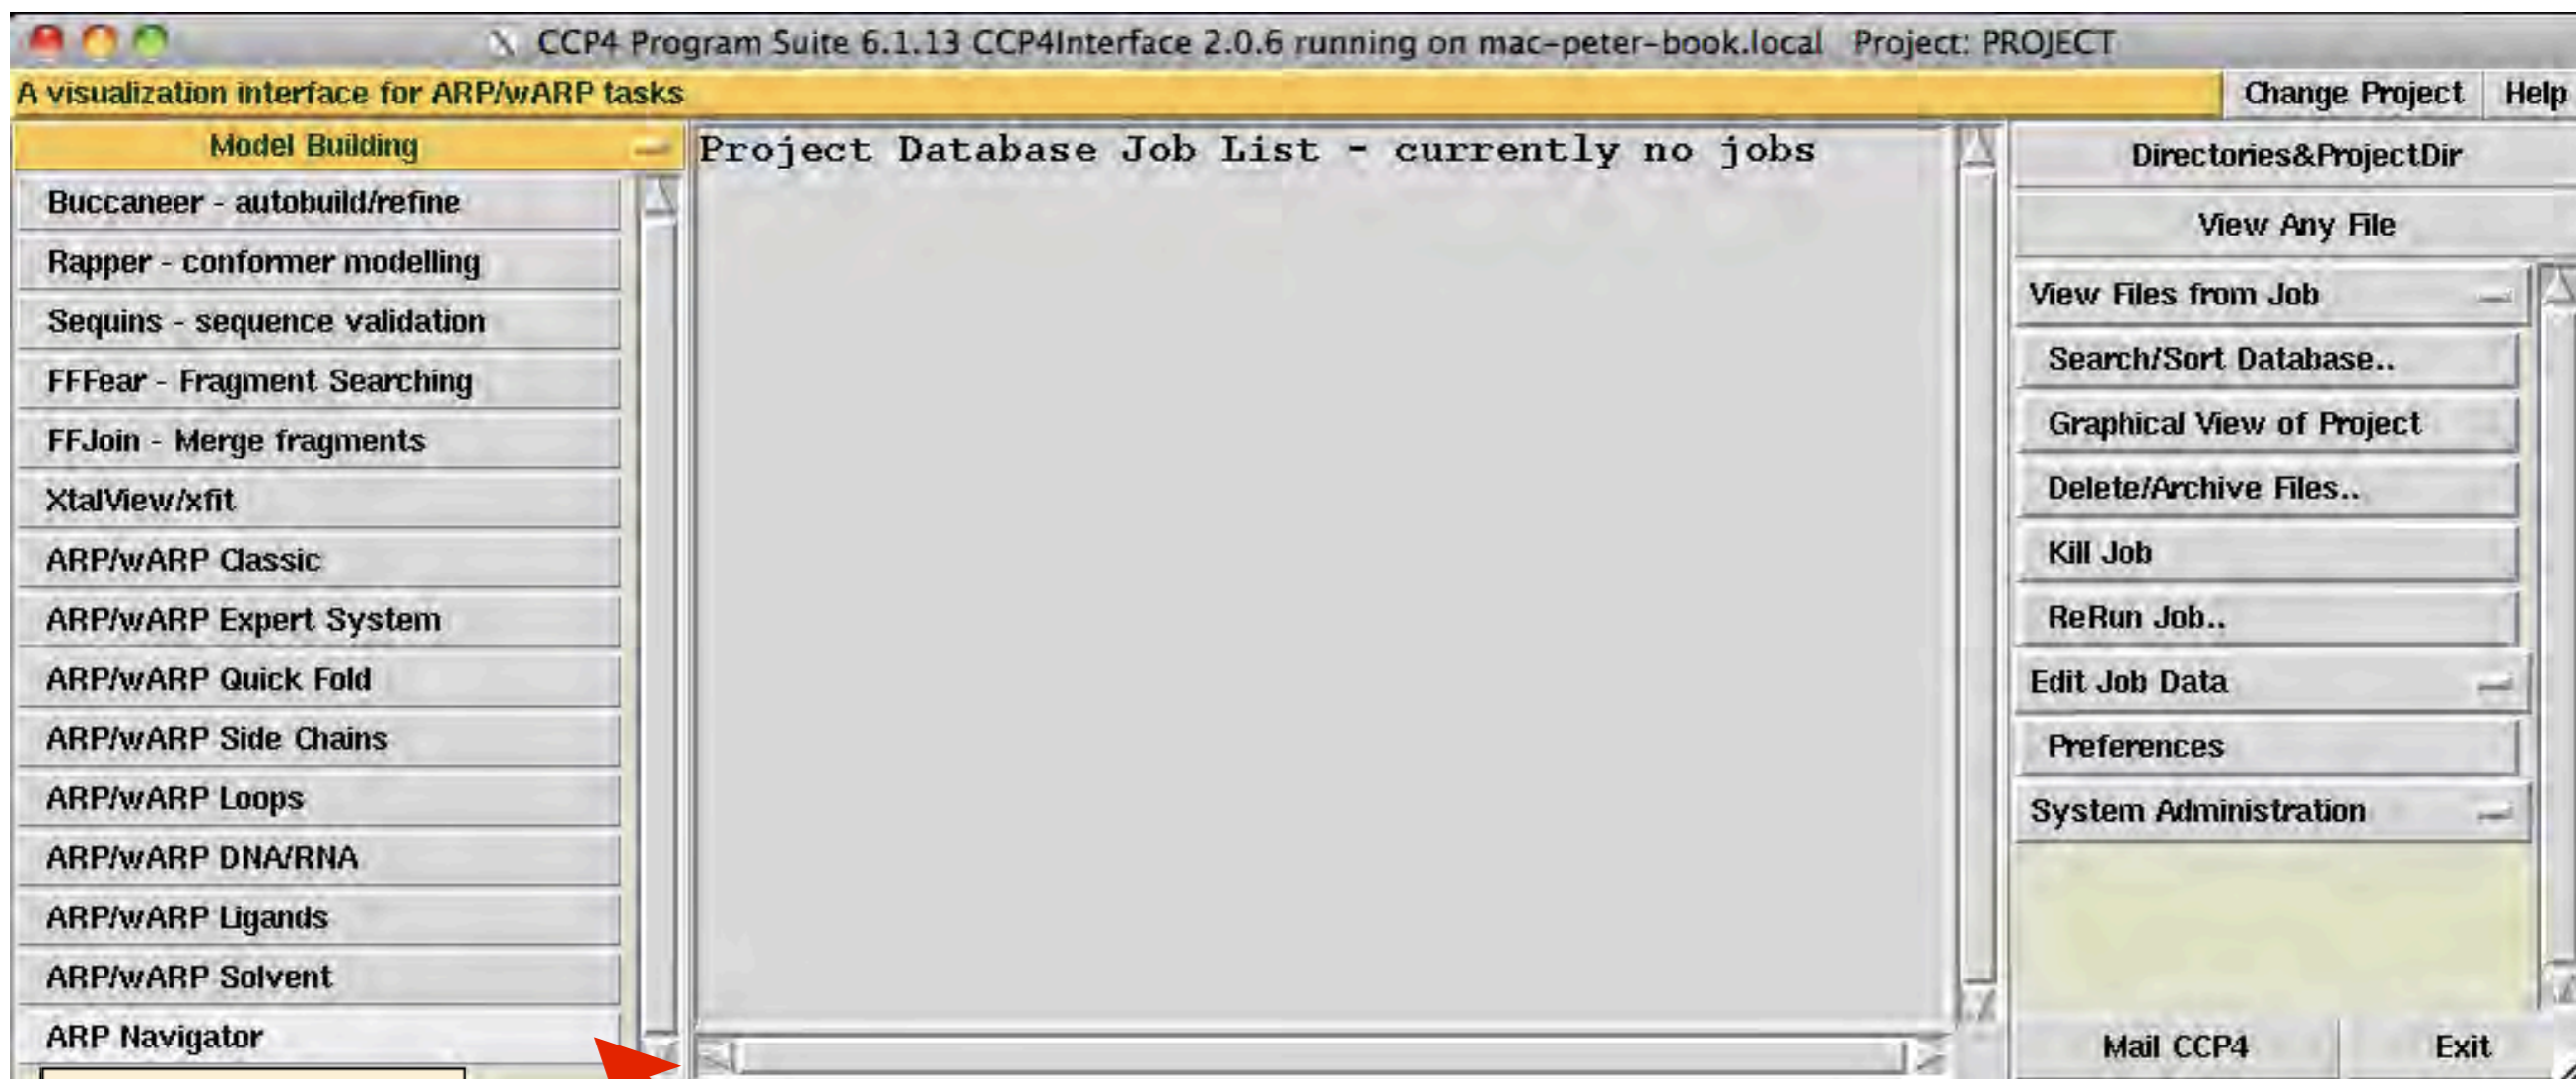 X CCP4 Program Suite 6.1.13 CCP4Interface 2.0.6 running on mac-peter-book.local Project: PROJECT
A visualization interface for ARP/wARP tasks
Change Project
Help
Model Building
Buccaneer - autobuild/refine
Rapper - conformer modelling
Sequins - sequence validation
FFFear - Fragment Searching
FFJoin - Merge fragments
XtalView/xfit
ARP/wARP Classic
ARP/wARP Expert System
ARP/wARP Quick Fold
ARP/wARP Side Chains
ARP/wARP Loops
ARP/wARP DNA/RNA
ARP/wARP Ligands
ARP/wARP Solvent
ARP Navigator
Project Database Job List - currently no jobs
Directories&ProjectDir
View Any File
View Files from Job
Search/Sort Database..
Graphical View of Project
Delete/Archive Files..
Kill Job
ReRun Job..
Edit Job Data
Preferences
System Administration
Mail CCP4
Exit